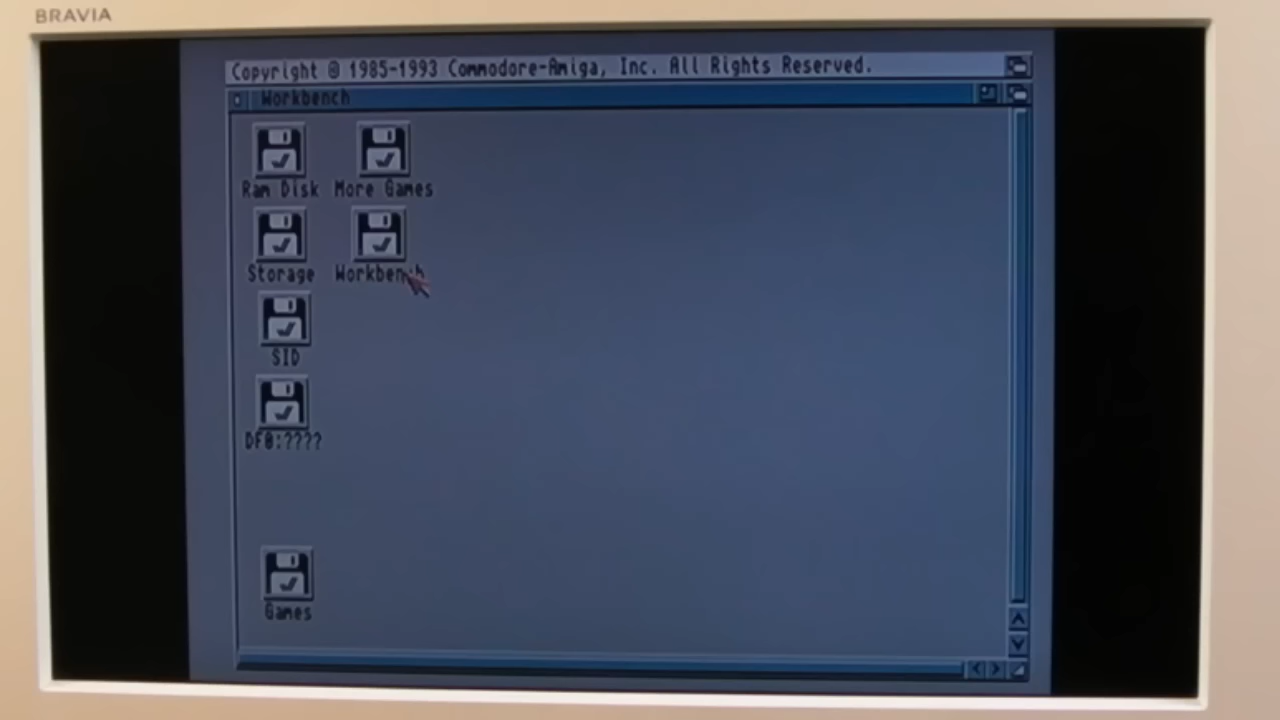 BRAVIA
Copyright © 1985-1993 Commodore-Amiga, Inc. All Rights Reserved.
Workbench
Ram Disk More Games
Storage Workbench
SID
DF0:????
Games